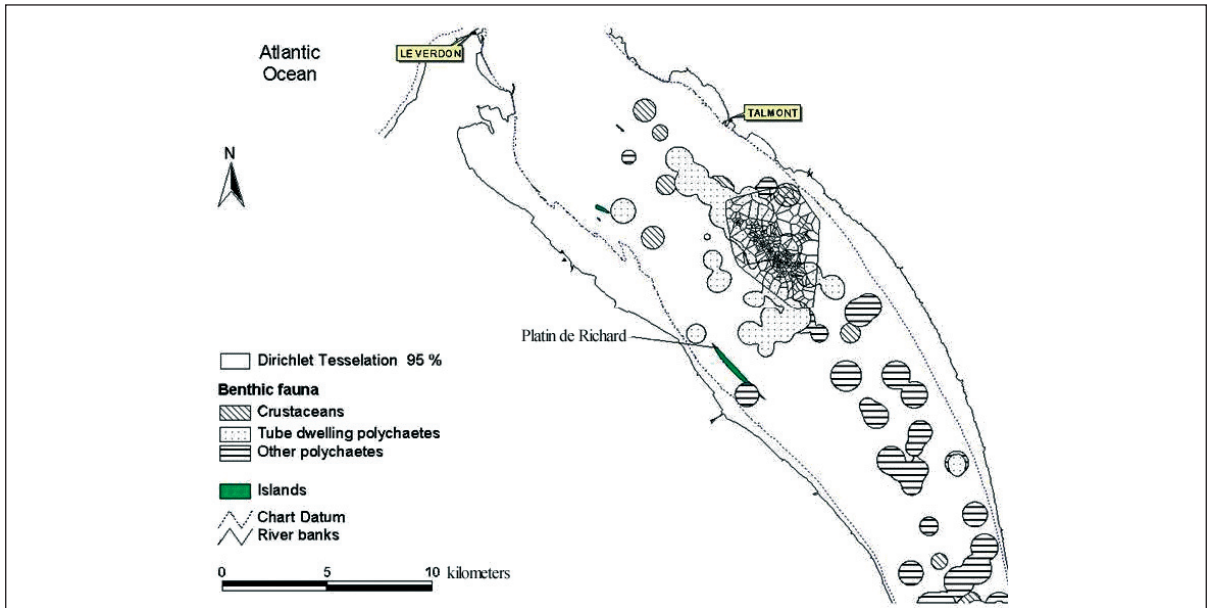 Atlantic
Ocean
LE VERDON
TALMONT
N
Platin de Richard
Dirichlet Tesselation 95 %
Benthic fauna
Crustaceans
Tube dwelling polychaetes
Other polychaetes
Islands
Chart Datum
River banks
0 5 10 kilometers